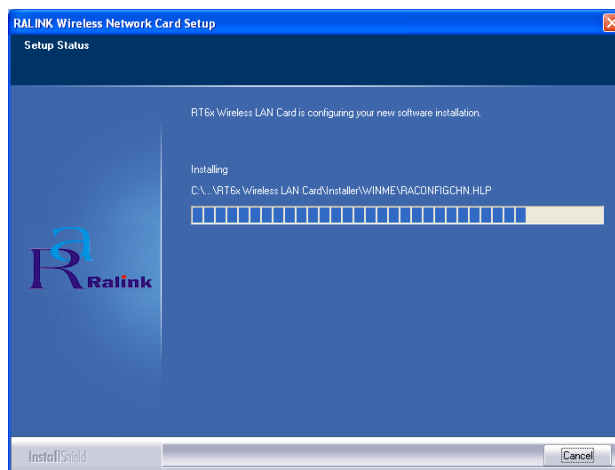 RALINK Wireless Network Card Setup
Setup Status
RT6x Wireless LAN Card is configuring your new software installation.
Installing
C:\...\RT6x Wireless LAN Card\Installer\WINME\RACONFIGCHN.HLP
Ralink
InstallShield
Cancel